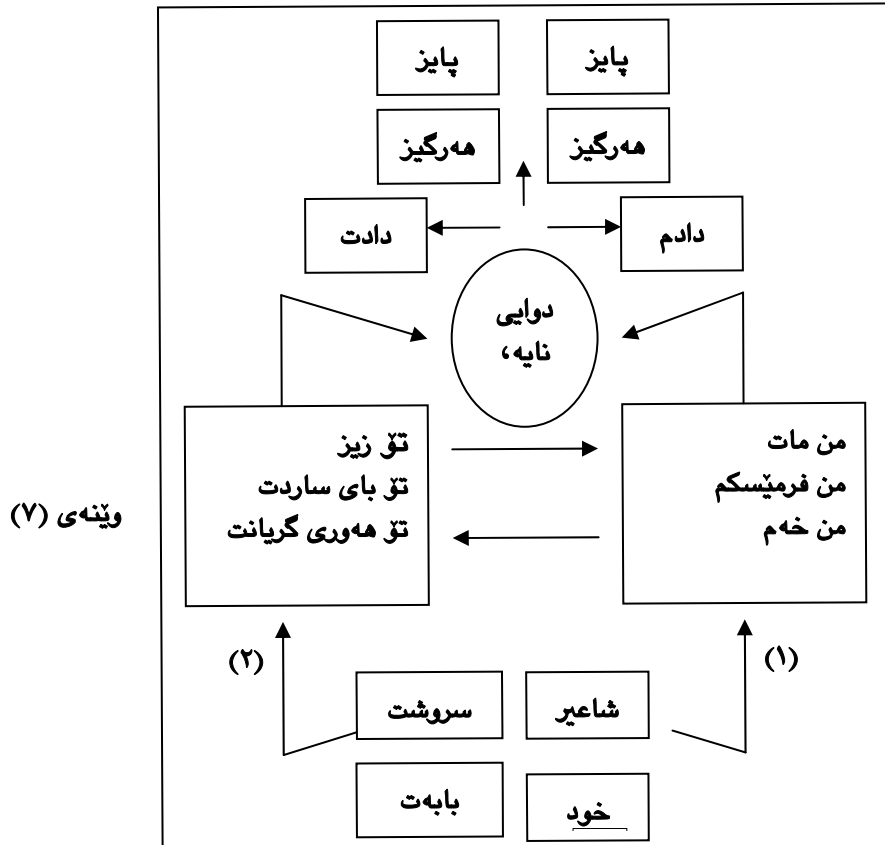 پایز
پایز
هەرگیز
هەرگیز
دادم
دادت
دوایی
نایە،
من مات
من فرمێسکم
من خەم
تۆ زیز
تۆ بای ساردت
تۆ هەوری گریانت
وێنەی (٧)
(١)
(٢)
شاعیر
سروشت
خود
بابەت